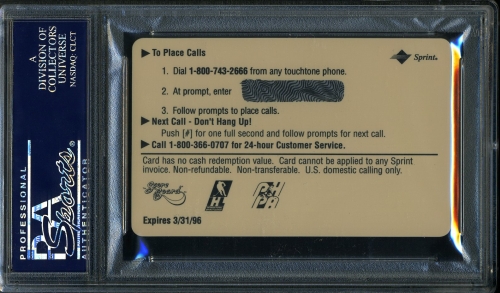 A
DIVISION OF
COLLECTORS
UNIVERSE
NASDAQ: CLCT
PROFESSIONAL
PSA
Sports
AUTHENTICATOR
▶ To Place Calls
Sprint.
1. Dial 1-800-743-2666 from any touchtone phone.
2. At prompt, enter
3. Follow prompts to place calls.
▶ Next Call - Don't Hang Up!
Push [#] for one full second and follow prompts for next call.
▶ Call 1-800-366-0707 for 24-hour Customer Service.
Card has no cash redemption value. Card cannot be applied to any Sprint
invoice. Non-refundable. Non-transferable. U.S. domestic calling only.
Expires 3/31/96